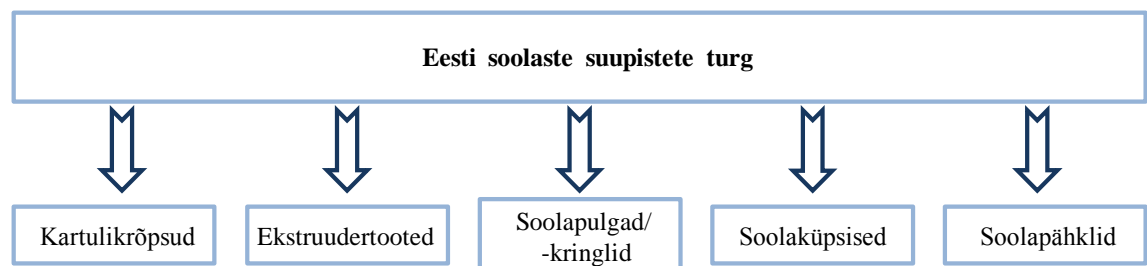 Eesti soolaste suupistete turg
Kartulikrõpsud
Ekstruudertooted
Soolapulgad/
-kringlid
Soolaküpsised
Soolapähklid